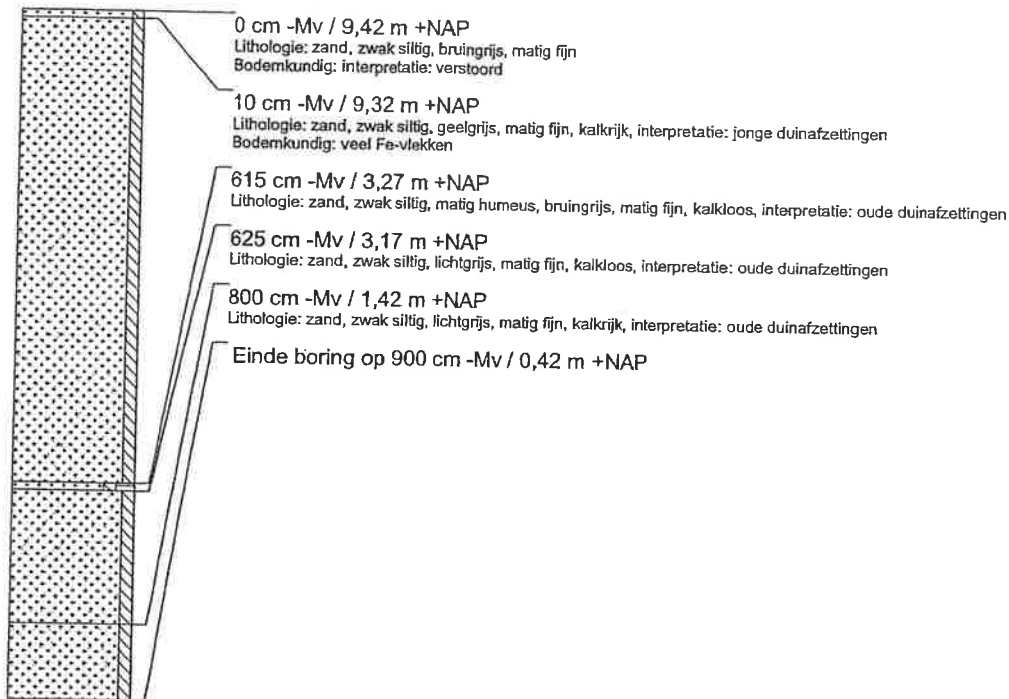 0 cm -Mv / 9,42 m +NAP
Lithologie: zand, zwak siltig, bruingrijs, matig fijn
Bodemkundig: interpretatie: verstoord
10 cm -Mv / 9,32 m +NAP
Lithologie: zand, zwak siltig, geelgrijs, matig fijn, kalkrijk, interpretatie: jonge duinafzettingen
Bodemkundig: veel Fe-vlekken
615 cm -Mv / 3,27 m +NAP
Lithologie: zand, zwak siltig, matig humeus, bruingrijs, matig fijn, kalkloos, interpretatie: oude duinafzettingen
625 cm -Mv / 3,17 m +NAP
Lithologie: zand, zwak siltig, lichtgrijs, matig fijn, kalkloos, interpretatie: oude duinafzettingen
800 cm -Mv / 1,42 m +NAP
Lithologie: zand, zwak siltig, lichtgrijs, matig fijn, kalkrijk, interpretatie: oude duinafzettingen
Einde boring op 900 cm -Mv / 0,42 m +NAP